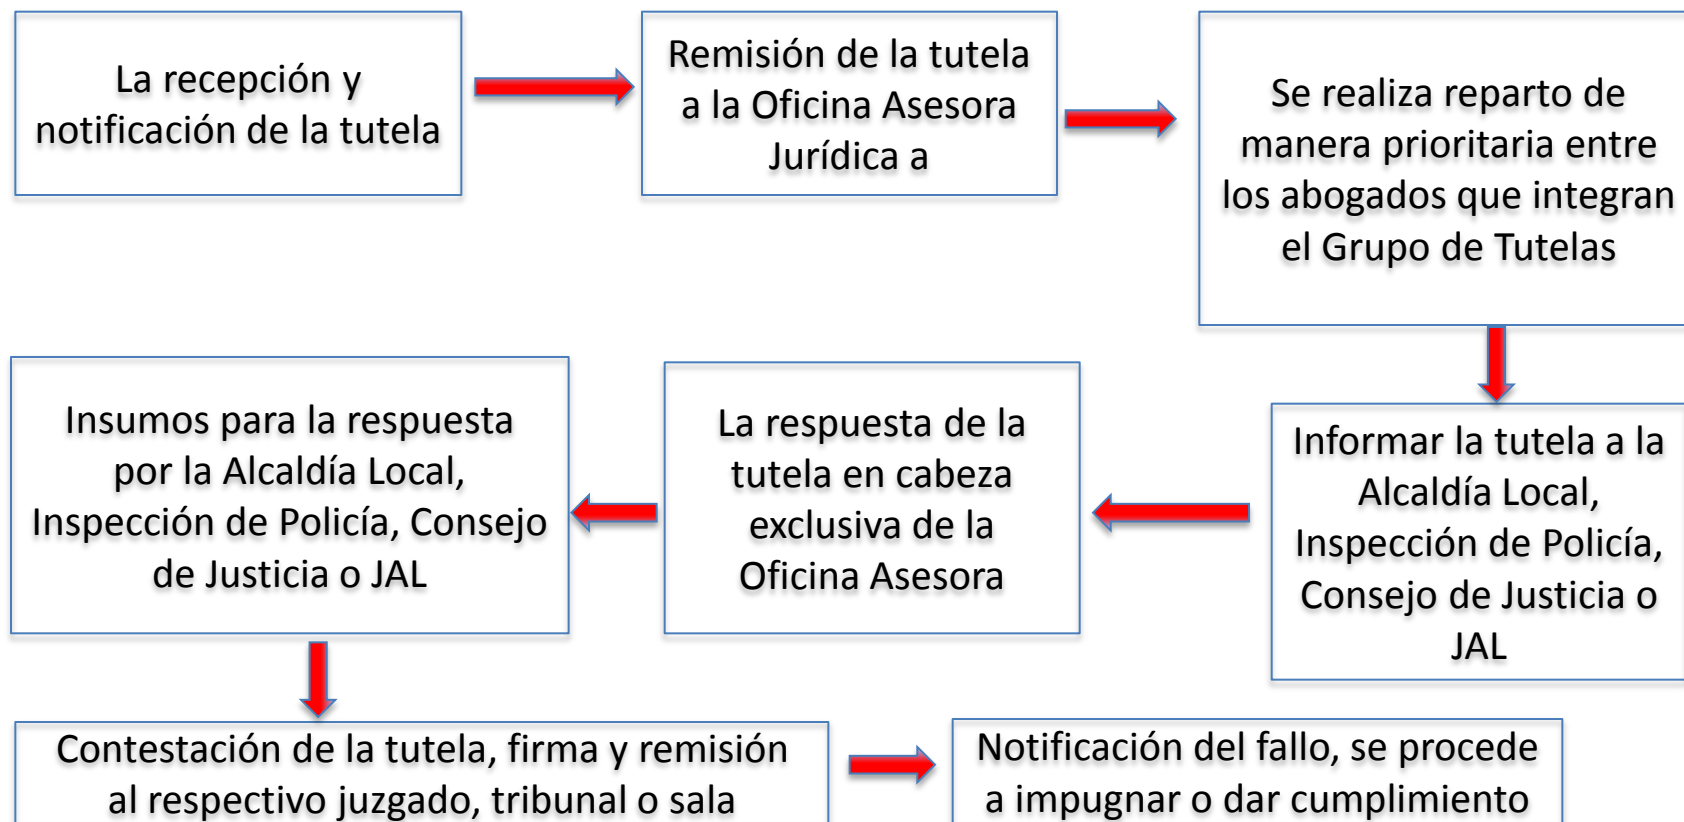 La recepción y
notificación de la tutela
Remisión de la tutela
a la Oficina Asesora
Jurídica a
Se realiza reparto de
manera prioritaria entre
los abogados que integran
el Grupo de Tutelas
Informar la tutela a la
Alcaldía Local,
Inspección de Policía,
Consejo de Justicia o
JAL
La respuesta de la
tutela en cabeza
exclusiva de la
Oficina Asesora
Insumos para la respuesta
por la Alcaldía Local,
Inspección de Policía, Consejo
de Justicia o JAL
Contestación de la tutela, firma y remisión
al respectivo juzgado, tribunal o sala
Notificación del fallo, se procede
a impugnar o dar cumplimiento